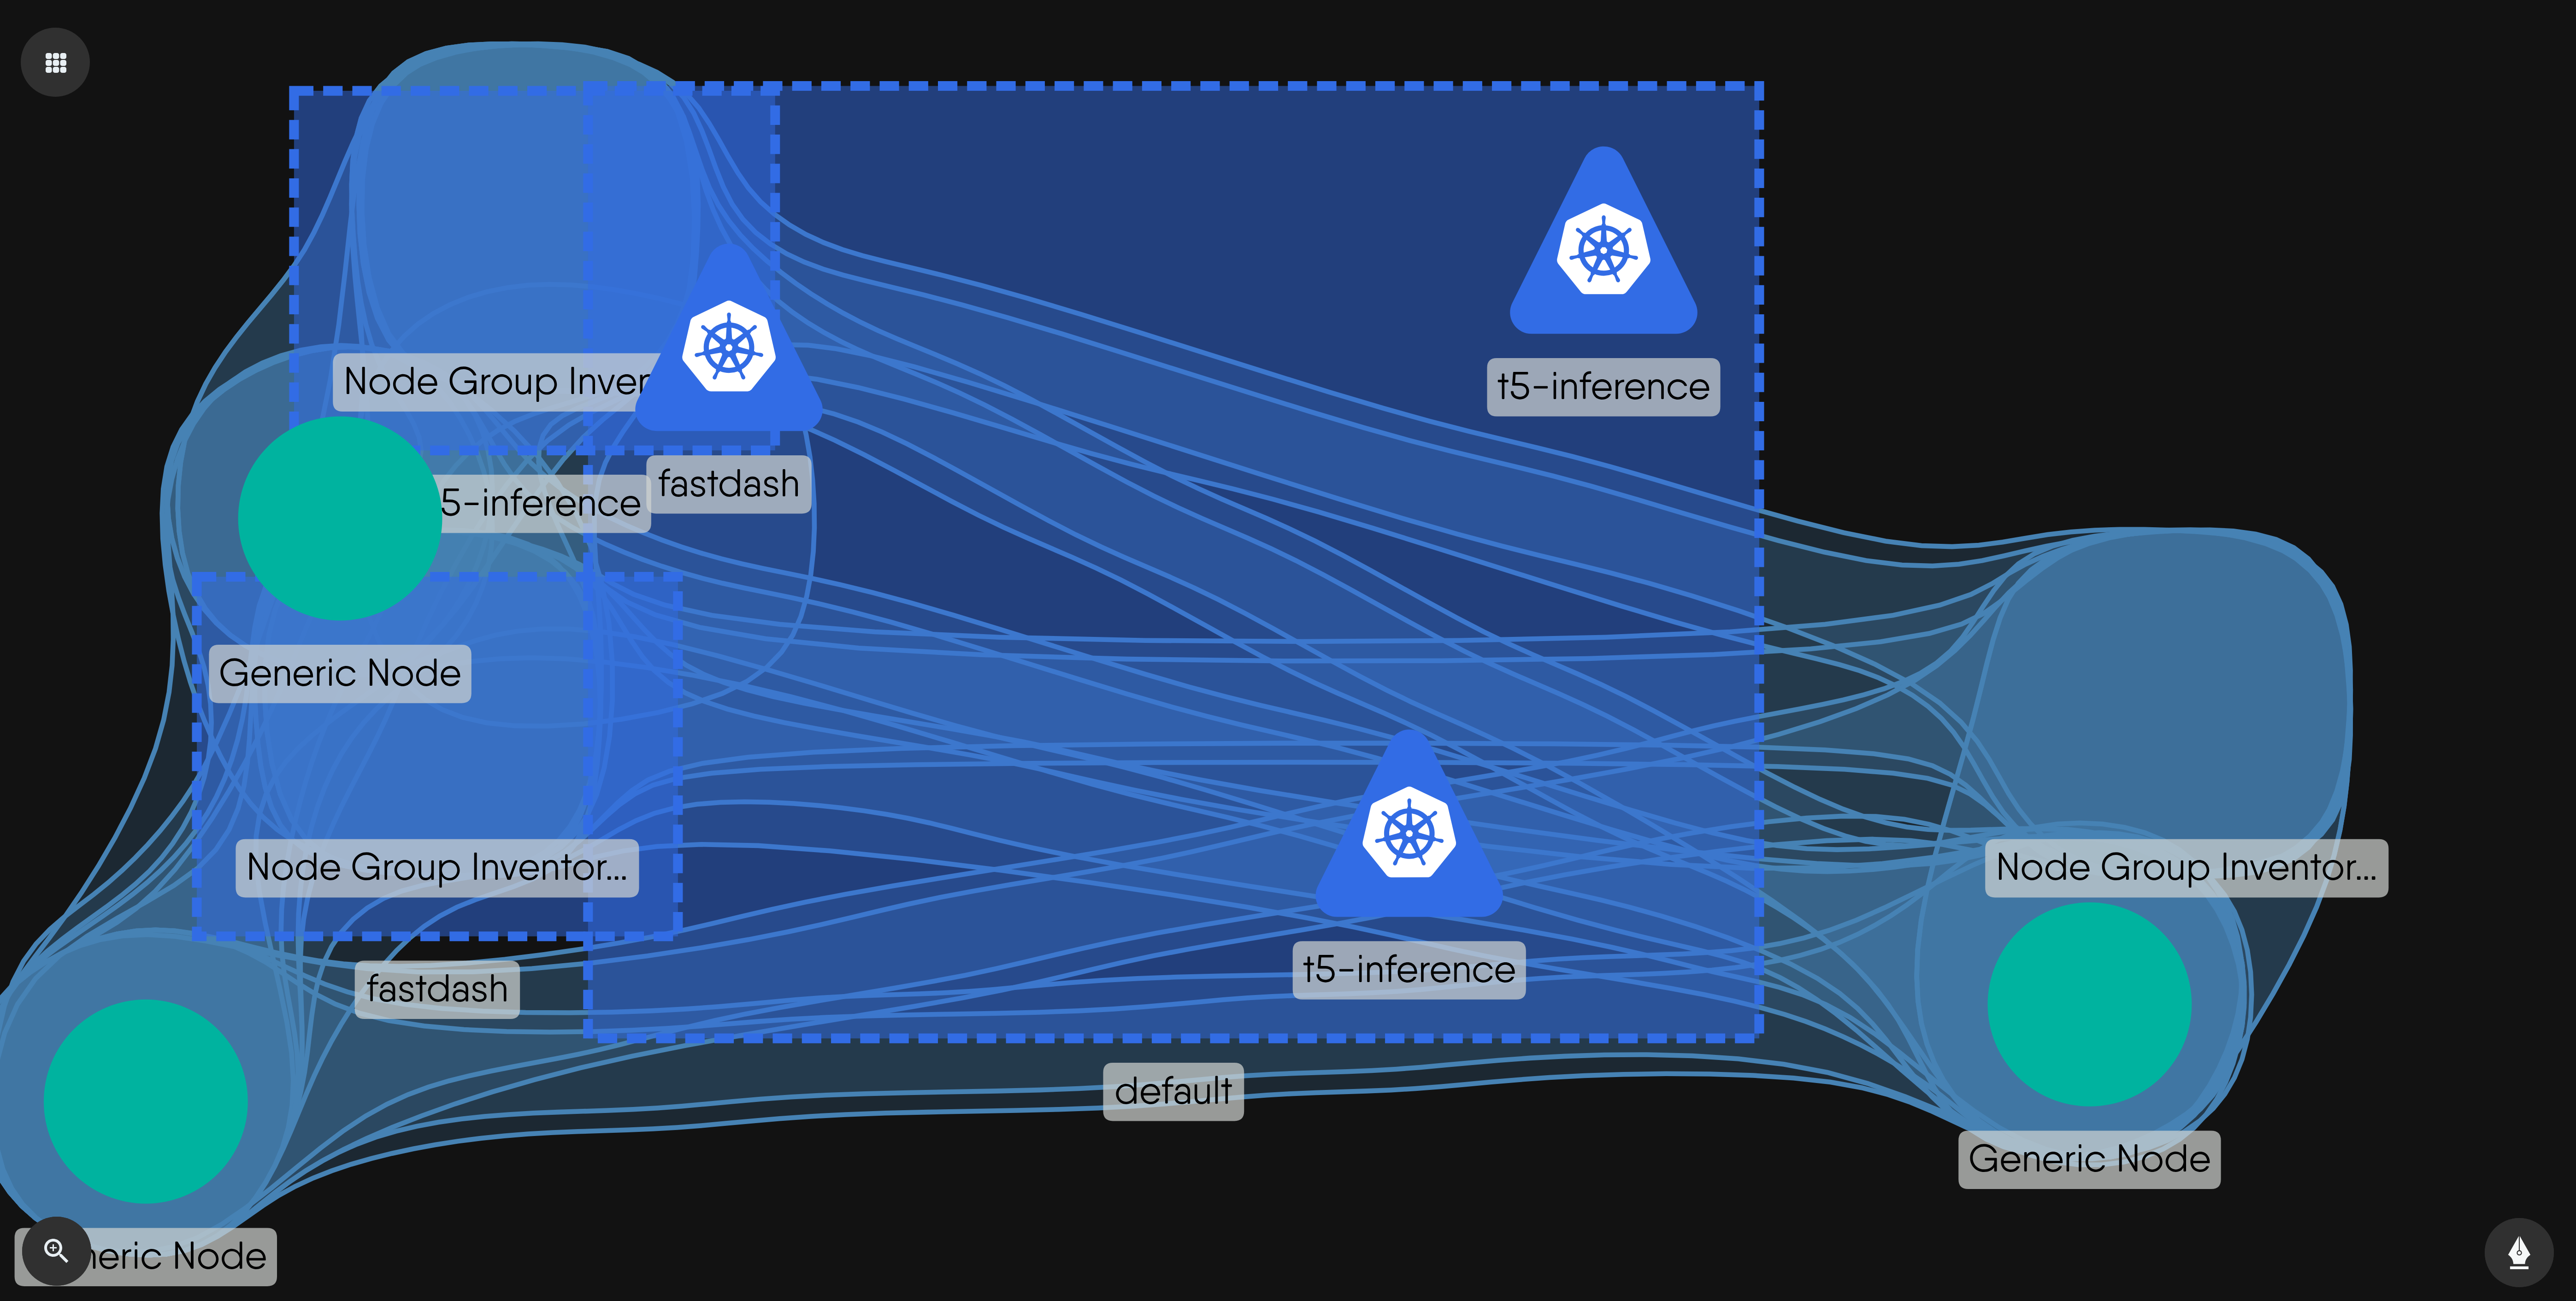 t5-inference
Node Group Inver
fastdash
5-inference
Generic Node
Node Group Inventor...
Node Group Inventor...
t5-inference
fastdash
default
Generic Node
neric Node